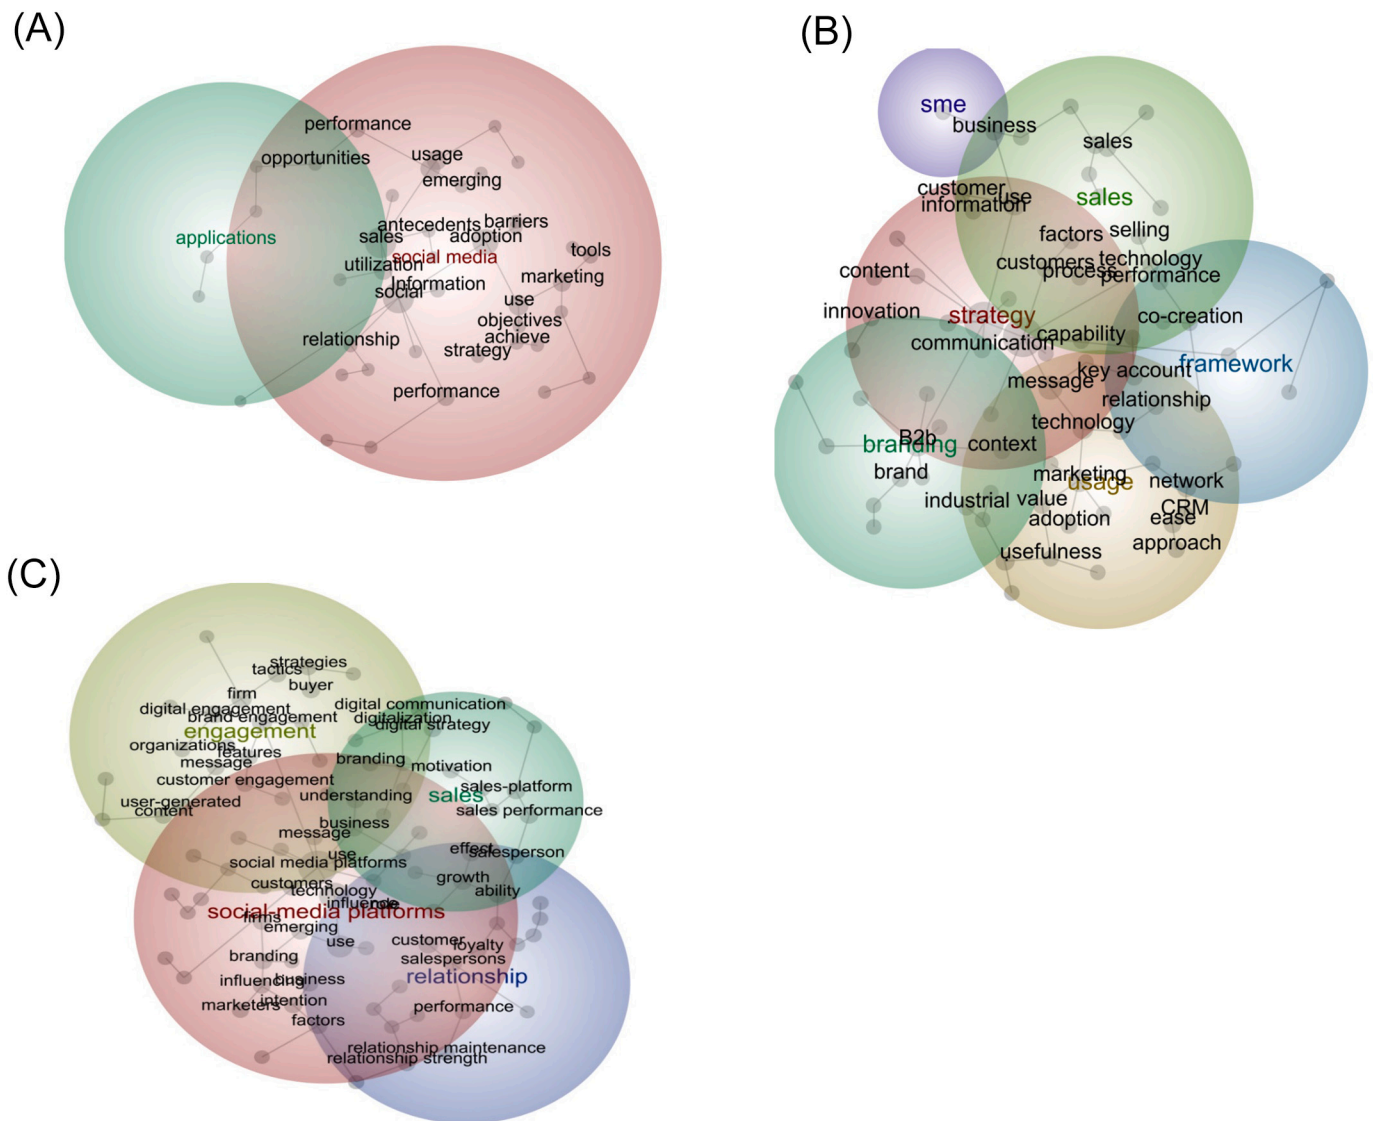 (A)
performance
opportunities
usage
emerging
antecedents
barriers
sales
adoption
applications
social media
tools
utilization
marketing
Information
social
use
objectives
relationship
achieve
strategy
performance
(B)
sme
business
sales
customer
use
information
sales
factors
selling
customers
technology
content
process
performance
innovation
strategy
co-creation
capability
communication
framework
key account
message
relationship
technology
B2b
branding
context
brand
marketing
usage
network
industrial
value
CRM
adoption
ease
usefulness
approach
(C)
strategies
tactics
buyer
firm
digital communication
digital engagement
brand engagement
digitalization
digital strategy
engagement
organizations
features
message
branding
motivation
customer engagement
sales-platform
understanding
sales
user-generated
content
sales performance
business
message
use
effect
salesperson
social media platforms
growth
customers
technology
ability
influence
role
social-media platforms
firms
emerging
use
customer
loyalty
branding
salespersons
influencing
business
relationship
intention
marketers
performance
factors
relationship maintenance
relationship strength